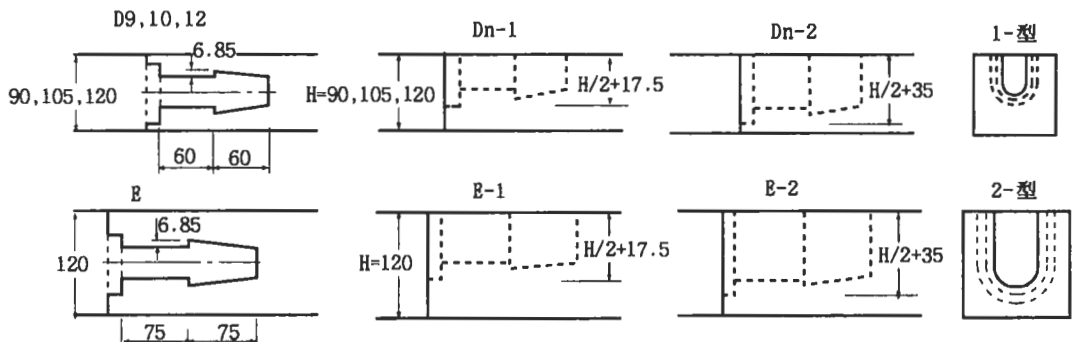 D9,10,12
6.85
90,105,120
60
60
Dn-1
H=90,105,120
H/2+17.5
Dn-2
H/2+35
1-型
E
6.85
120
75
75
E-1
H=120
H/2+17.5
E-2
H/2+35
2-型